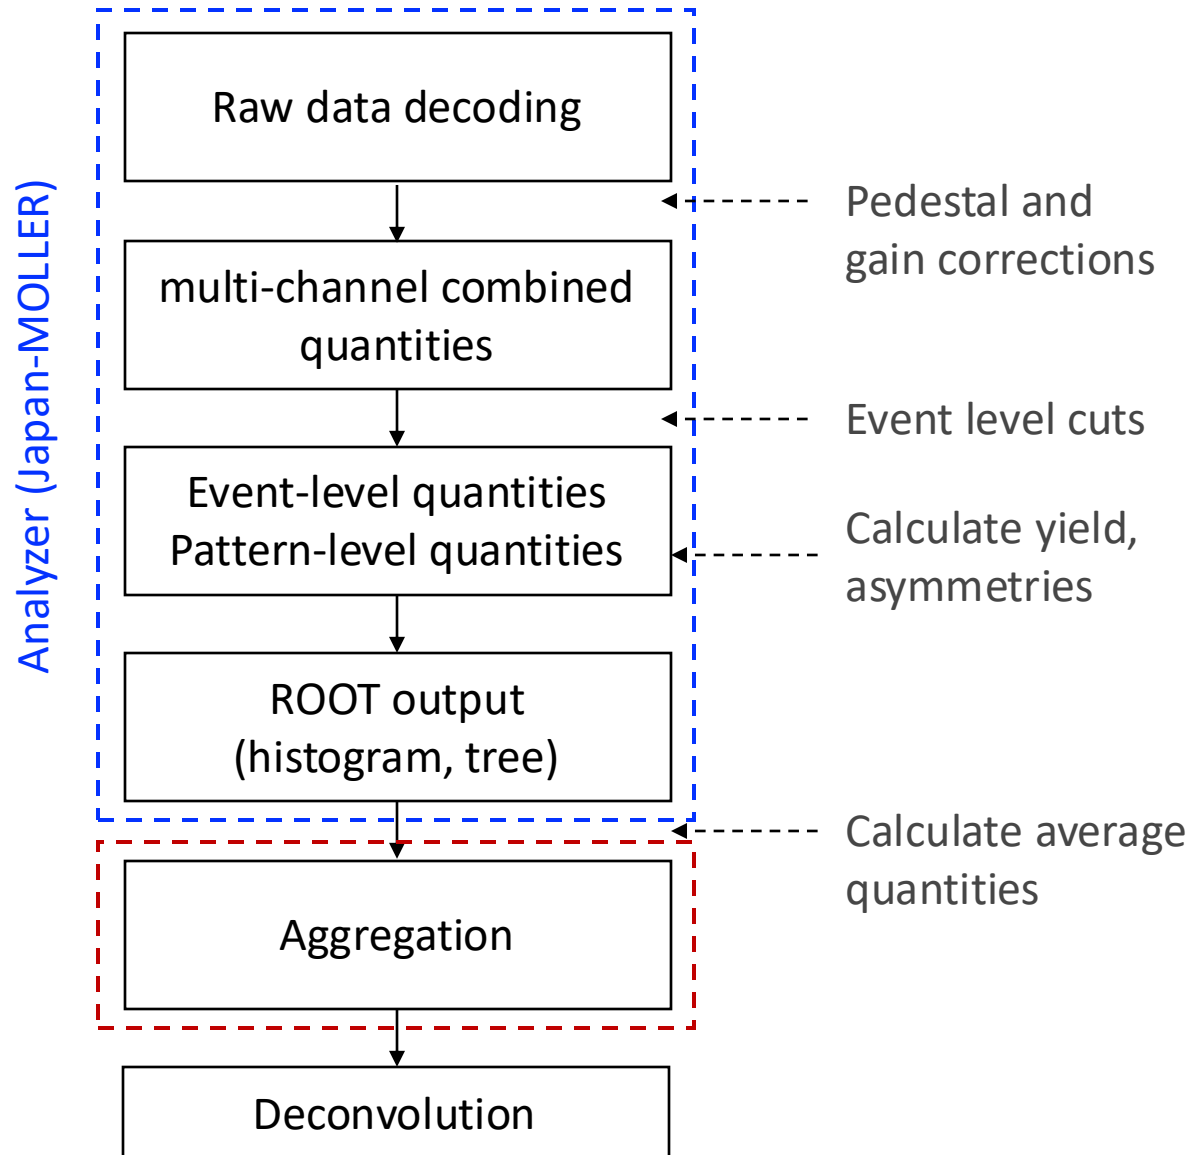 Analyzer (Japan-MOLLER)
Raw data decoding
Pedestal and
gain corrections
multi-channel combined
quantities
Event level cuts
Event-level quantities
Pattern-level quantities
Calculate yield,
asymmetries
ROOT output
(histogram, tree)
Calculate average
quantities
Aggregation
Deconvolution